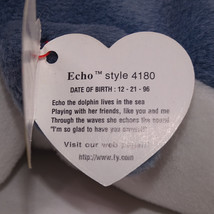 Echo™ style 4180
DATE OF BIRTH : 12 - 21 - 96
Echo the dolphin lives in the sea
Playing with her friends, like you and me
Through the waves she echoes the sound
"I'm so glad to have you around!"
Visit our web page!!!
http://www.ty.com